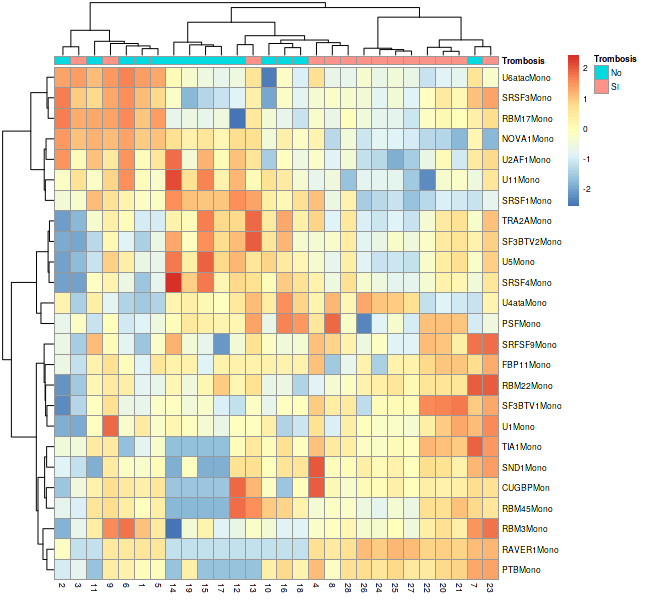 Trombosis
U6atacMono
SRSF3Mono
RBM17Mono
NOVA1Mono
U2AF1Mono
U11Mono
SRSF1Mono
TRA2AMono
SF3BTV2Mono
U5Mono
SRSF4Mono
U4ataMono
PSFMono
SRFSF9Mono
FBP11Mono
RBM22Mono
SF3BTV1Mono
U1Mono
TIA1Mono
SND1Mono
CUGBPMon
RBM45Mono
RBM3Mono
RAVER1Mono
PTBMono
2 3 11 9 6 1 5 14 19 15 17 12 13 10 16 18 4 8 28 26 24 25 27 22 20 21 7 23
2
1
0
-1
-2
Trombosis
No
SI